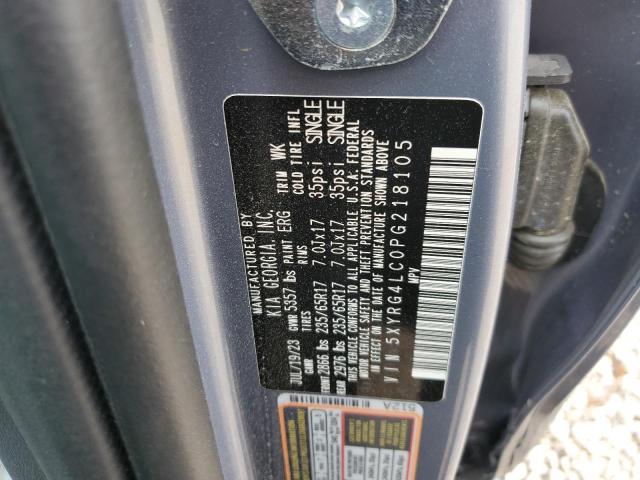 MANUFACTURED BY
KIA GEORGIA, INC.
JUL/19/23 GVWR 5357 lbs PAINT ERG TRIM WK
GAWR TIRES RIMS COLD TIRE INFL
FRONT 2866 lbs 235/65R17 7.0Jx17 35psi SINGLE
REAR 2976 lbs 235/65R17 7.0Jx17 35psi SINGLE
THIS VEHICLE CONFORMS TO ALL APPLICABLE U.S.A. FEDERAL
MOTOR VEHICLE SAFETY AND THEFT PREVENTION STANDARDS
IN EFFECT ON THE DATE OF MANUFACTURE SHOWN ABOVE
VIN 5XYRG4LC0PG218105
MPV
512A